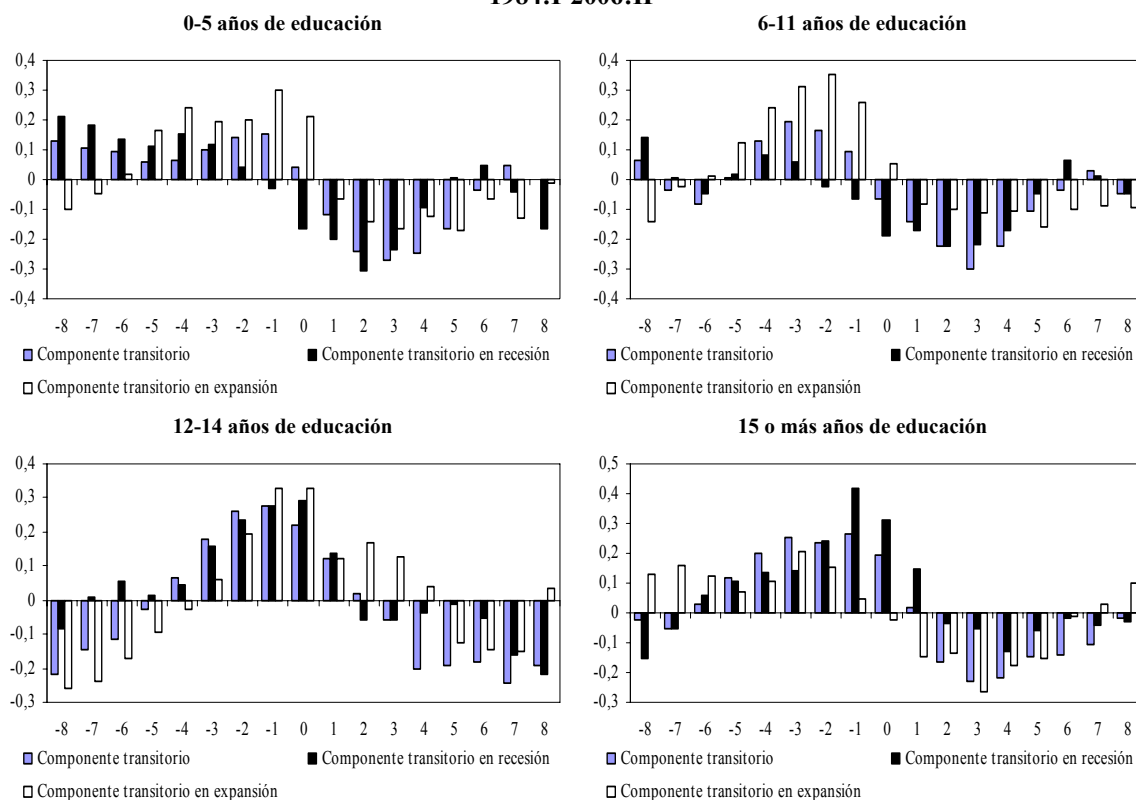 0-5 años de educación
0,4
0,3
0,2
0,1
0
-0,1
-0,2
-0,3
-0,4
-8 -7 -6 -5 -4 -3 -2 -1 0 1 2 3 4 5 6 7 8
Componente transitorio
Componente transitorio en recesión
Componente transitorio en expansión
6-11 años de educación
0,4
0,3
0,2
0,1
0
-0,1
-0,2
-0,3
-0,4
-8 -7 -6 -5 -4 -3 -2 -1 0 1 2 3 4 5 6 7 8
Componente transitorio
Componente transitorio en recesión
Componente transitorio en expansión
12-14 años de educación
0,4
0,3
0,2
0,1
0
-0,1
-0,2
-0,3
-8 -7 -6 -5 -4 -3 -2 -1 0 1 2 3 4 5 6 7 8
Componente transitorio
Componente transitorio en recesión
Componente transitorio en expansión
15 o más años de educación
0,5
0,4
0,3
0,2
0,1
0
-0,1
-0,2
-0,3
-8 -7 -6 -5 -4 -3 -2 -1 0 1 2 3 4 5 6 7 8
Componente transitorio
Componente transitorio en recesión
Componente transitorio en expansión